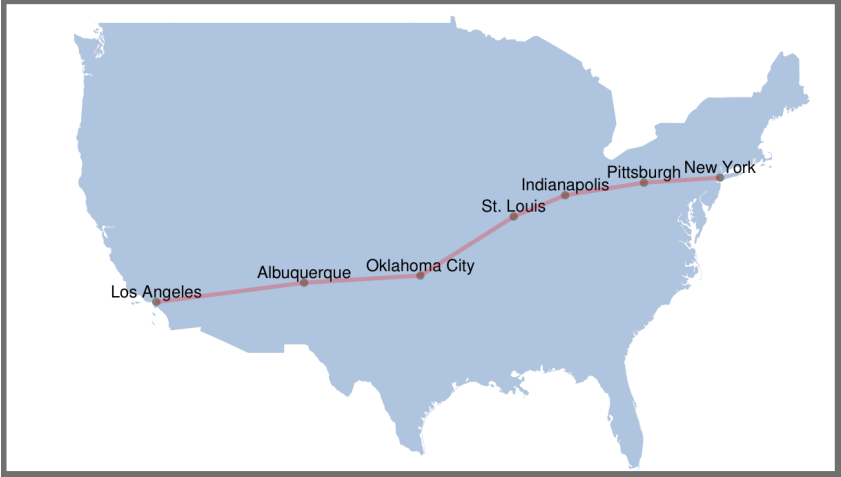 New York
Pittsburgh
Indianapolis
St. Louis
Oklahoma City
Albuquerque
Los Angeles